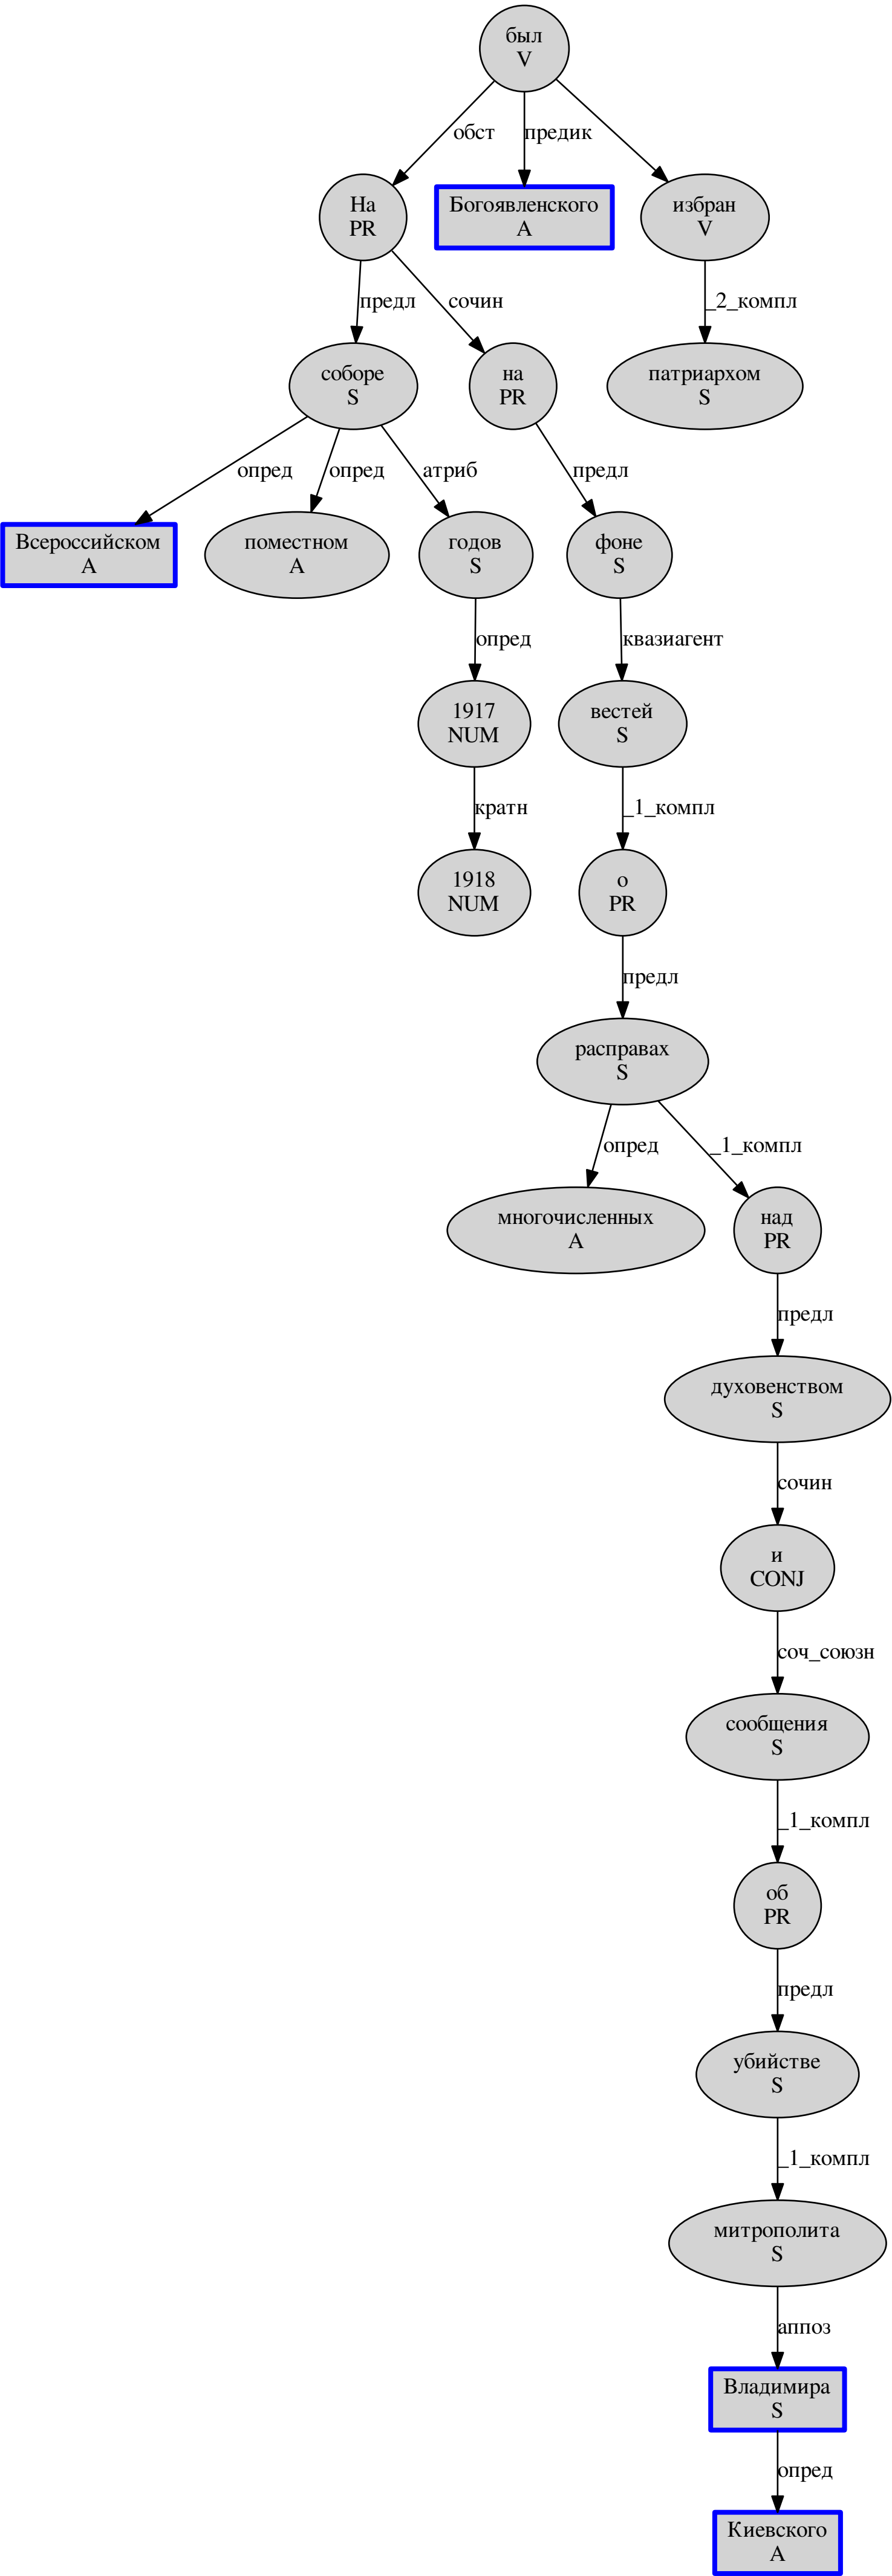 был
V
обст
предик
На
PR
Богоявленского
A
избран
V
предл
сочин
_2_компл
соборе
S
на
PR
патриархом
S
опред
опред
атриб
предл
Всероссийском
A
поместном
A
годов
S
фоне
S
опред
квазиагент
1917
NUM
вестей
S
кратн
_1_компл
1918
NUM
о
PR
предл
расправах
S
опред
_1_компл
многочисленных
A
над
PR
предл
духовенством
S
сочин
и
CONJ
соч_союзн
сообщения
S
_1_компл
об
PR
предл
убийстве
S
_1_компл
митрополита
S
аппоз
Владимира
S
опред
Киевского
A